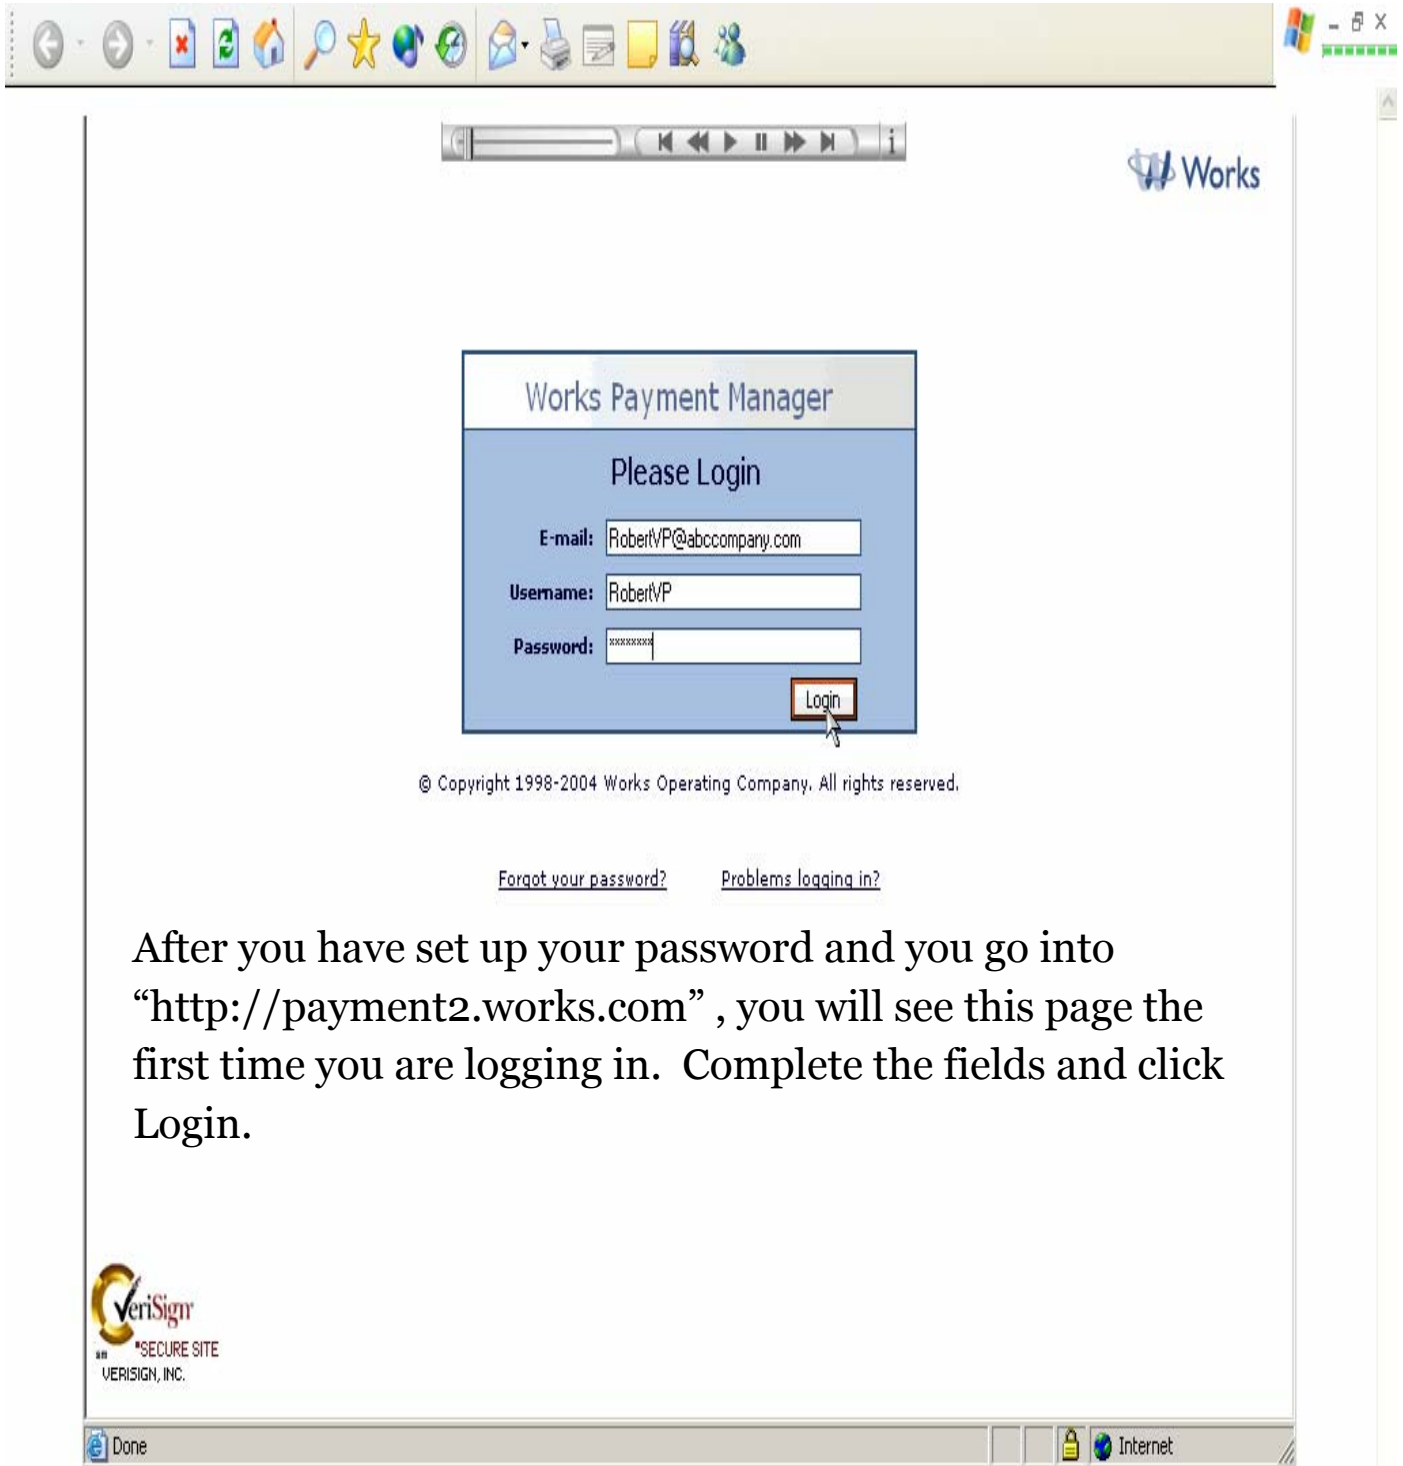 Works
Works Payment Manager
Please Login
E-mail: RobertVP@abccompany.com
Username: RobertVP
Password: xxxxxxxx
Login
© Copyright 1998-2004 Works Operating Company. All rights reserved.
Forgot your password? Problems logging in?
After you have set up your password and you go into
“http://payment2.works.com” , you will see this page the
first time you are logging in. Complete the fields and click
Login.
VeriSign
SECURE SITE
VERISIGN, INC.
Done Internet